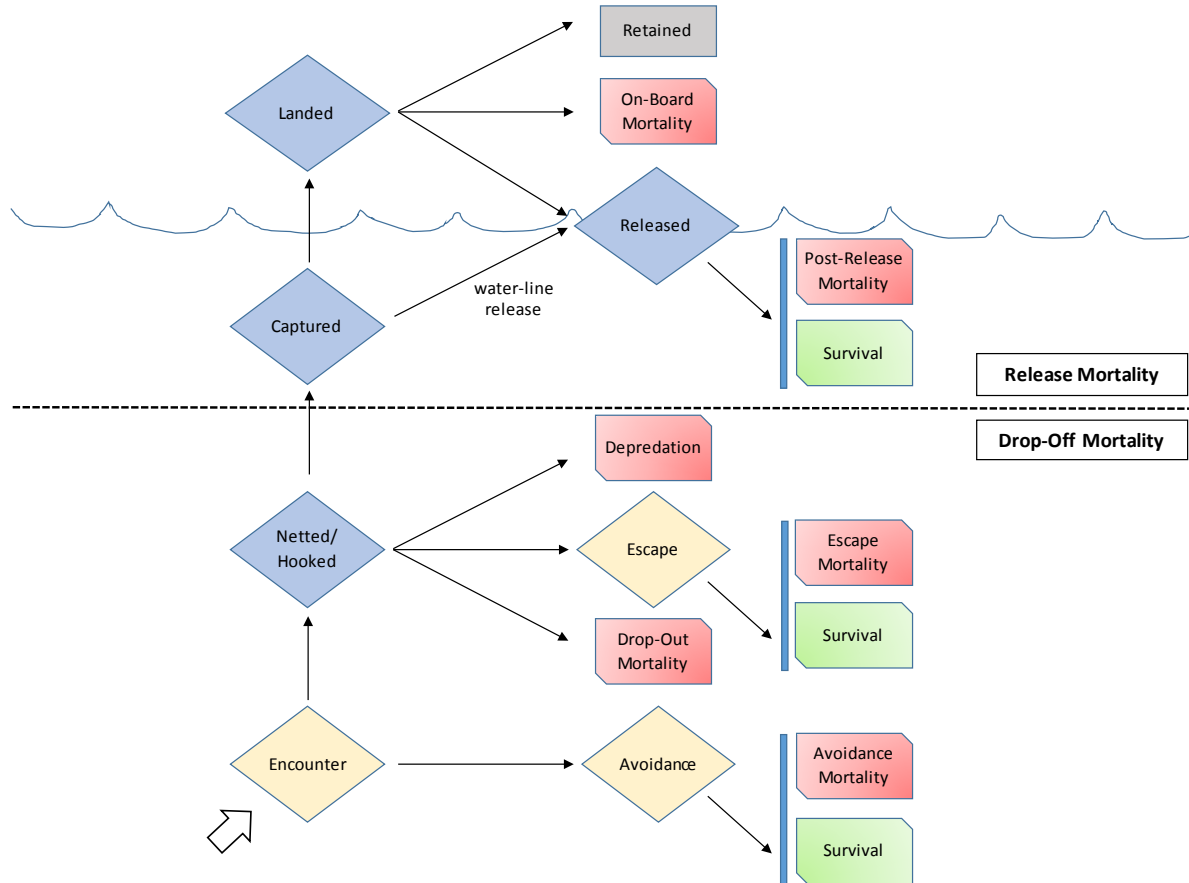 Retained
On-Board
Mortality
Landed
Released
Post-Release
Mortality
water-line
release
Captured
Survival
Release Mortality
Drop-Off Mortality
Depredation
Netted/
Hooked
Escape
Escape
Mortality
Drop-Out
Mortality
Survival
Encounter
Avoidance
Avoidance
Mortality
Survival